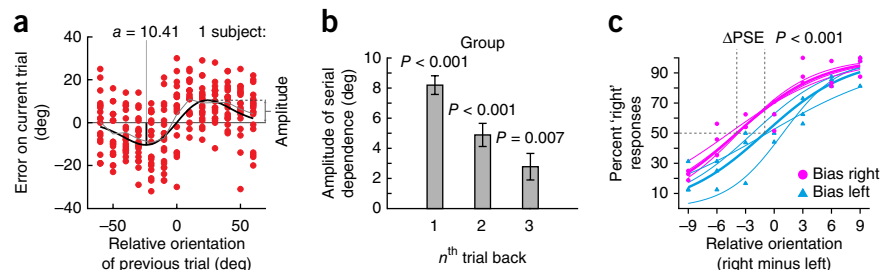 a
a = 10.41
1 subject:
Error on current trial
(deg)
40
20
0
−20
−40
−50
0
50
Amplitude
Relative orientation
of previous trial (deg)
b
Group
P < 0.001
P < 0.001
P = 0.007
Amplitude of serial
dependence (deg)
10
8
6
4
2
0
1
2
3
nth trial back
c
ΔPSE
P < 0.001
Percent 'right'
responses
90
70
50
30
10
Bias right
Bias left
−9
−6
−3
0
3
6
9
Relative orientation
(right minus left)